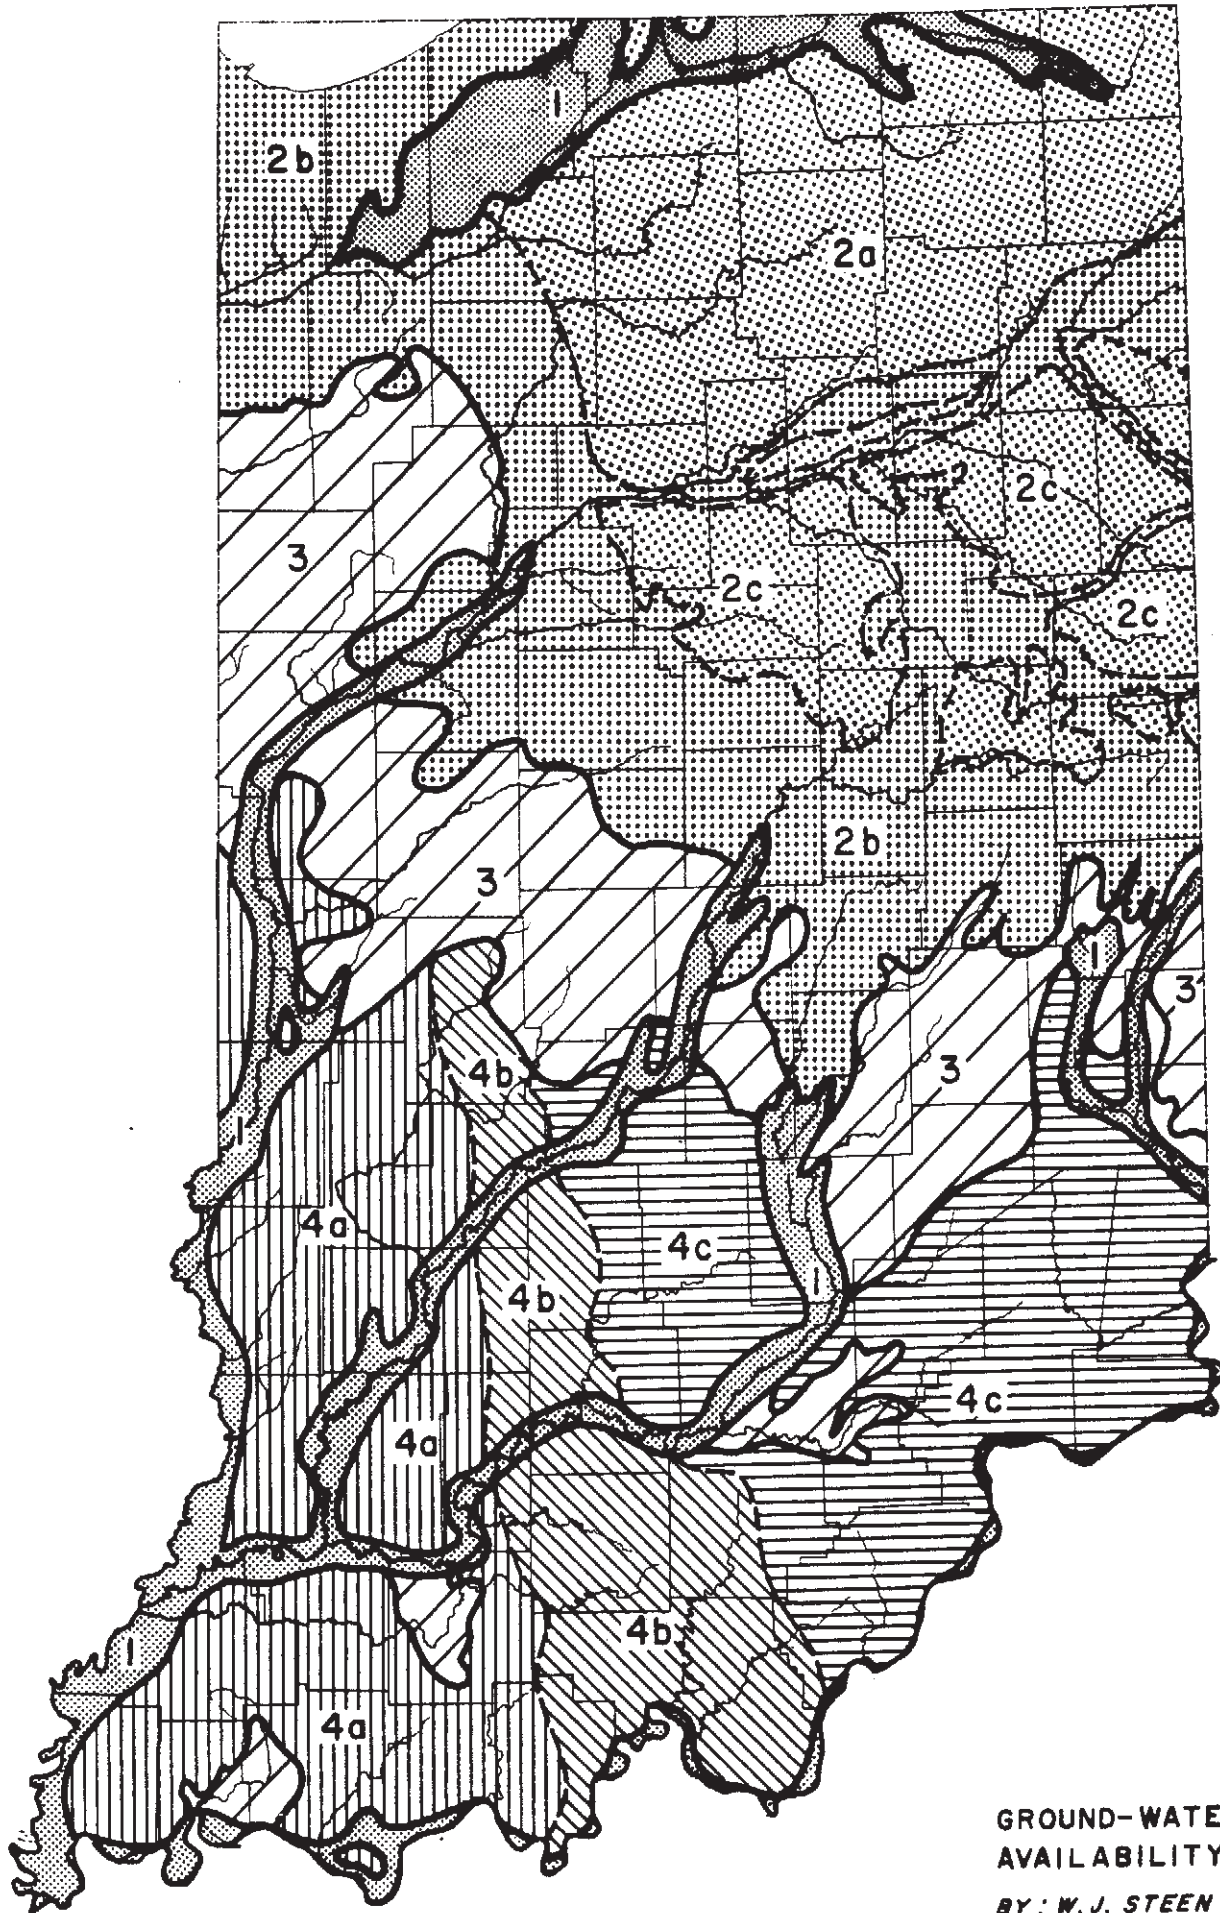 1
2b
2a
2c
3
2c
2c
2b
3
1
3
4b
3
1
4a
4c
4b
1
4c
4a
4b
1
4a
GROUND-WATE
AVAILABILITY
BY: W.J. STEEN